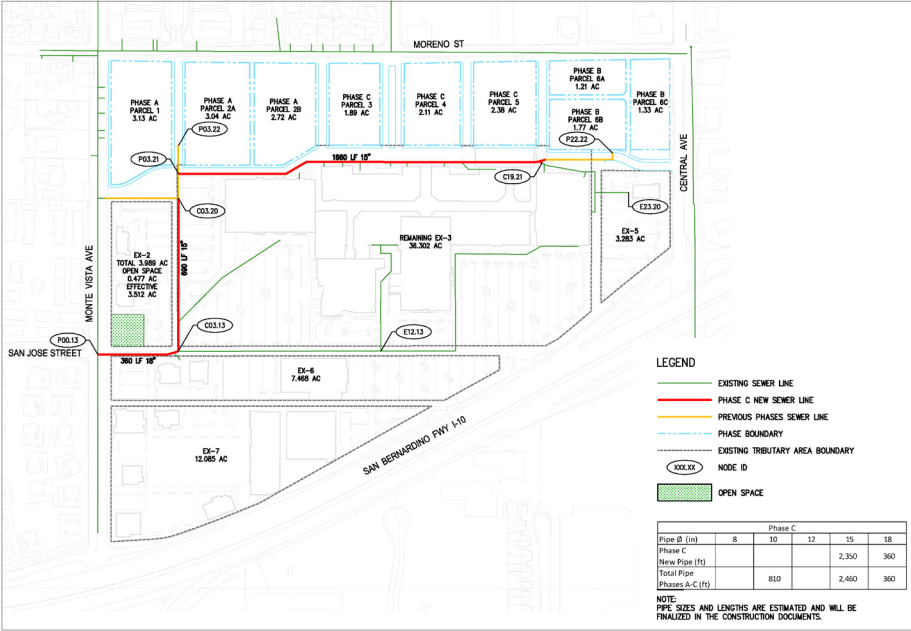 MORENO ST
PHASE A
PARCEL 1
3.13 AC
PHASE A
PARCEL 2A
3.04 AC
PHASE A
PARCEL 2B
2.72 AC
PHASE C
PARCEL 3
1.89 AC
PHASE C
PARCEL 4
2.11 AC
PHASE C
PARCEL 5
2.38 AC
PHASE B
PARCEL 6A
1.21 AC
PHASE B
PARCEL 6B
1.77 AC
PHASE B
PARCEL 6C
1.33 AC
P03.22
P22.22
P03.21
1660 LF 15"
C19.21
CENTRAL AVE
C03.20
E23.20
MONTE VISTA AVE
EX-2
TOTAL 3.989 AC
OPEN SPACE
0.477 AC
EFFECTIVE
3.512 AC
690 LF 15"
REMAINING EX-3
36.302 AC
EX-5
3.283 AC
P00.13
C03.13
E12.13
SAN JOSE STREET
360 LF 18"
EX-6
7.468 AC
EX-7
12.085 AC
SAN BERNARDINO FWY I-10
LEGEND
EXISTING SEWER LINE
PHASE C NEW SEWER LINE
PREVIOUS PHASES SEWER LINE
PHASE BOUNDARY
EXISTING TRIBUTARY AREA BOUNDARY
XXX.XX NODE ID
OPEN SPACE
Phase C
Pipe Ø (in) 8 10 12 15 18
Phase C
New Pipe (ft) 2,350 360
Total Pipe
Phases A-C (ft) 810 2,460 360
NOTE:
PIPE SIZES AND LENGTHS ARE ESTIMATED AND WILL BE
FINALIZED IN THE CONSTRUCTION DOCUMENTS.